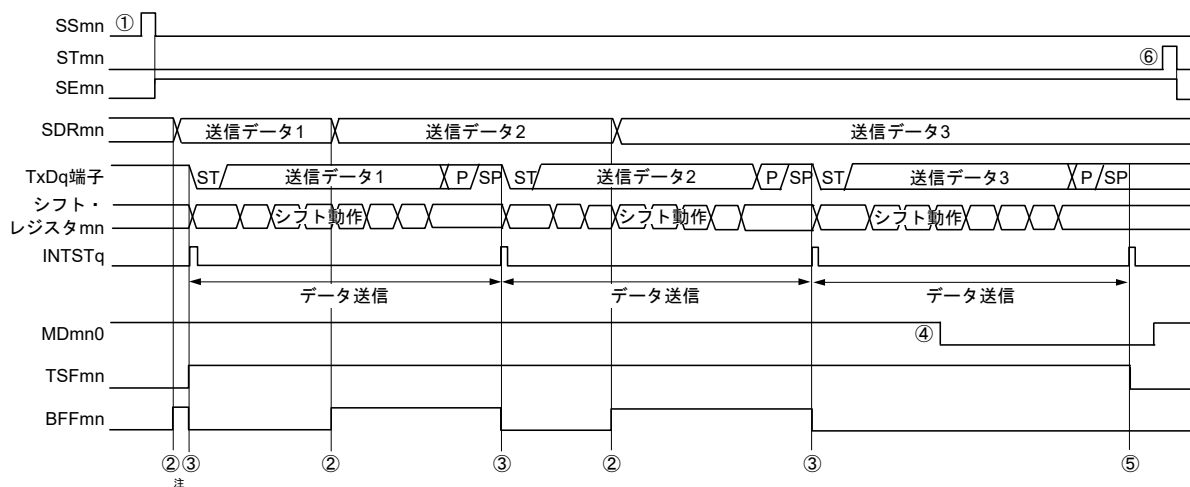 SSmn ①
STmn ⑥
SEmn
SDRmn 送信データ1 送信データ2 送信データ3
TxDq端子 ST 送信データ1 P SP ST 送信データ2 P SP ST 送信データ3 P SP
シフト・
レジスタmn シフト動作 シフト動作 シフト動作
INTSTq
データ送信 データ送信 データ送信
MDmn0 ④
TSFmn
BFFmn
② ③ ② ③ ② ③ ⑤
注